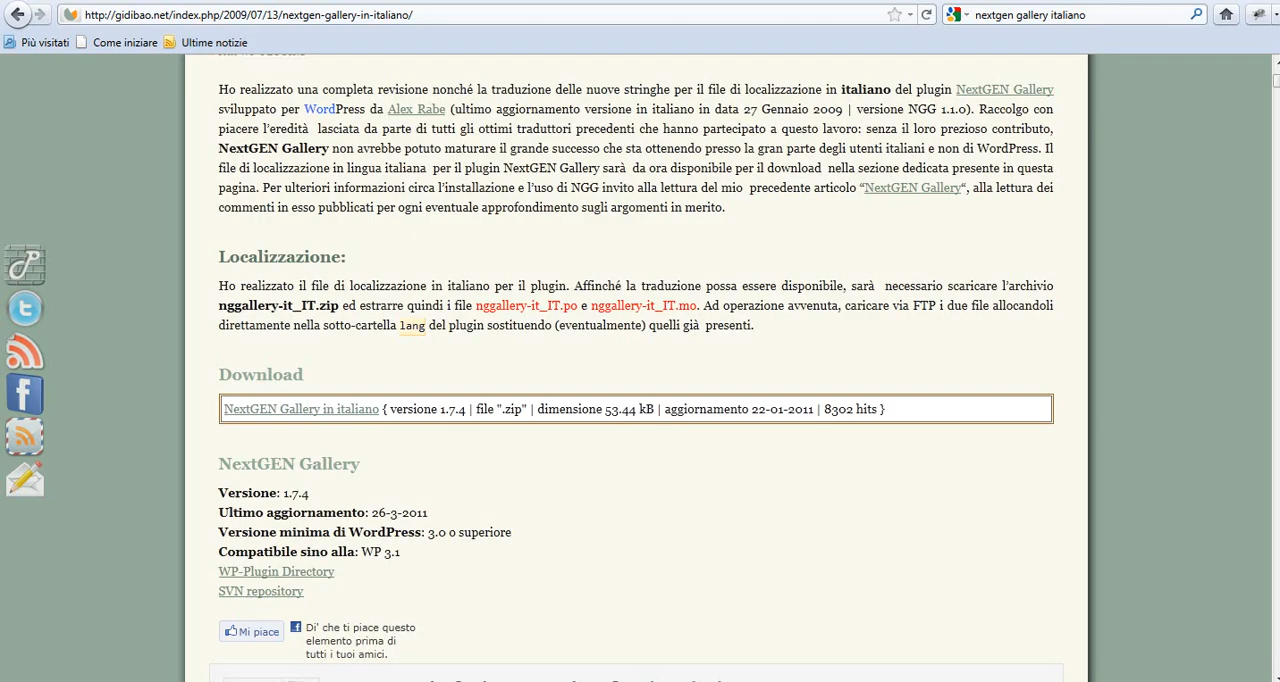 http://gidibao.net/index.php/2009/07/13/nextgen-gallery-in-italiano/
nextgen gallery italiano
Più visitati
Come iniziare
Ultime notizie
Ho realizzato una completa revisione nonché la traduzione delle nuove stringhe per il file di localizzazione in italiano del plugin NextGEN Gallery
sviluppato per WordPress da Alex Rabe (ultimo aggiornamento versione in italiano in data 27 Gennaio 2009 | versione NGG 1.1.0). Raccolgo con
piacere l'eredità lasciata da parte di tutti gli ottimi traduttori precedenti che hanno partecipato a questo lavoro: senza il loro prezioso contributo,
NextGEN Gallery non avrebbe potuto maturare il grande successo che sta ottenendo presso la gran parte degli utenti italiani e non di WordPress. Il
file di localizzazione in lingua italiana per il plugin NextGEN Gallery sarà da ora disponibile per il download nella sezione dedicata presente in questa
pagina. Per ulteriori informazioni circa l'installazione e l'uso di NGG invito alla lettura del mio precedente articolo “NextGEN Gallery“, alla lettura dei
commenti in esso pubblicati per ogni eventuale approfondimento sugli argomenti in merito.
Localizzazione:
Ho realizzato il file di localizzazione in italiano per il plugin. Affinché la traduzione possa essere disponibile, sarà necessario scaricare l'archivio
nggallery-it_IT.zip ed estrarre quindi i file nggallery-it_IT.po e nggallery-it_IT.mo. Ad operazione avvenuta, caricare via FTP i due file allocandoli
direttamente nella sotto-cartella lang del plugin sostituendo (eventualmente) quelli già presenti.
Download
NextGEN Gallery in italiano { versione 1.7.4 | file ".zip" | dimensione 53.44 kB | aggiornamento 22-01-2011 | 8302 hits }
NextGEN Gallery
Versione: 1.7.4
Ultimo aggiornamento: 26-3-2011
Versione minima di WordPress: 3.0 o superiore
Compatibile sino alla: WP 3.1
WP-Plugin Directory
SVN repository
Mi piace
Di' che ti piace questo
elemento prima di
tutti i tuoi amici.